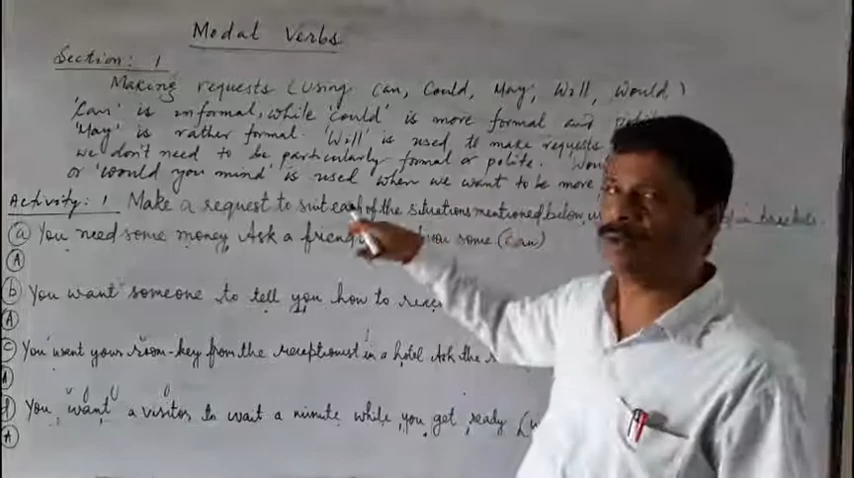 Modal Verbs
Section: 1
Making requests (using can, could, May, Will, would)
'Can' is informal, while 'could' is more formal and
'May' is rather formal. 'Will' is used to make requests
we don't need to be particularly formal or polite.
or 'would you mind' is used when we want to be more
Activity: 1 Make a request to suit each of the situations mentioned below, in brackets.
(a) You need some money. Ask a some (can)
(A)
(b) You want someone to tell you how to
(A)
(c) You want your room-key from the receptionist in a hotel Ask the
(A)
(d) You want a visitor to wait a minute while you get ready
(A)